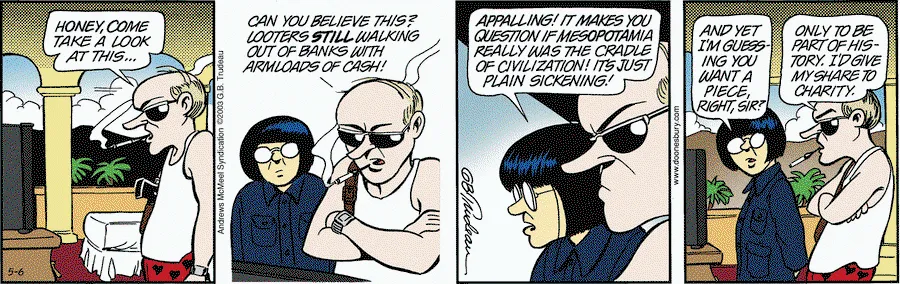 HONEY, COME
TAKE A LOOK
AT THIS...
5-6
Andrews McMeel Syndication ©2003 G.B. Trudeau
CAN YOU BELIEVE THIS?
LOOTERS STILL WALKING
OUT OF BANKS WITH
ARMLOADS OF CASH!
APPALLING! IT MAKES YOU
QUESTION IF MESOPOTAMIA
REALLY WAS THE CRADLE
OF CIVILIZATION! IT'S JUST
PLAIN SICKENING!
GBTrudeau
www.doonesbury.com
AND YET
I'M GUESS-
ING YOU
WANT A
PIECE,
RIGHT, SIR?
ONLY TO BE
PART OF HIS-
TORY. I'D GIVE
MY SHARE TO
CHARITY.